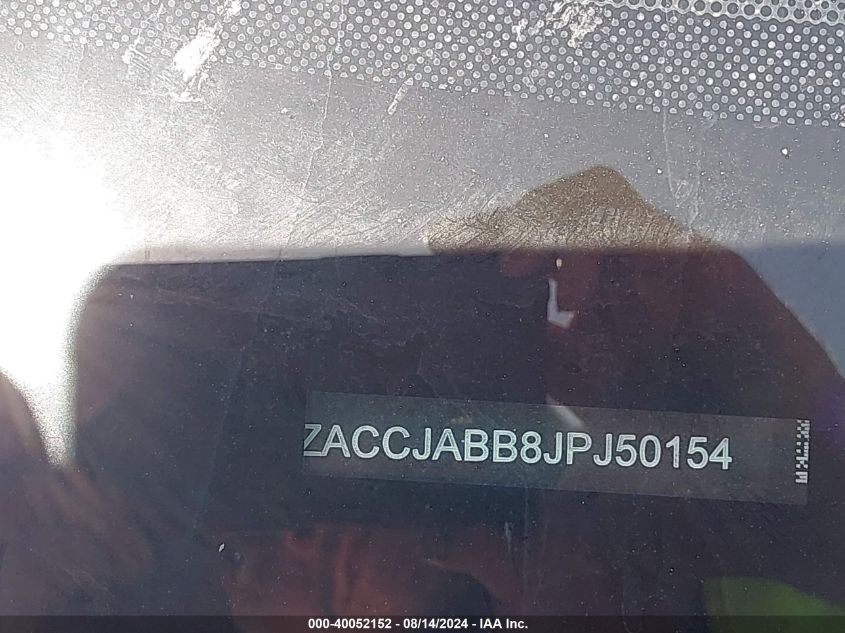 ZACCJABB8JPJ50154
000-40052152 - 08/14/2024 - IAA Inc.